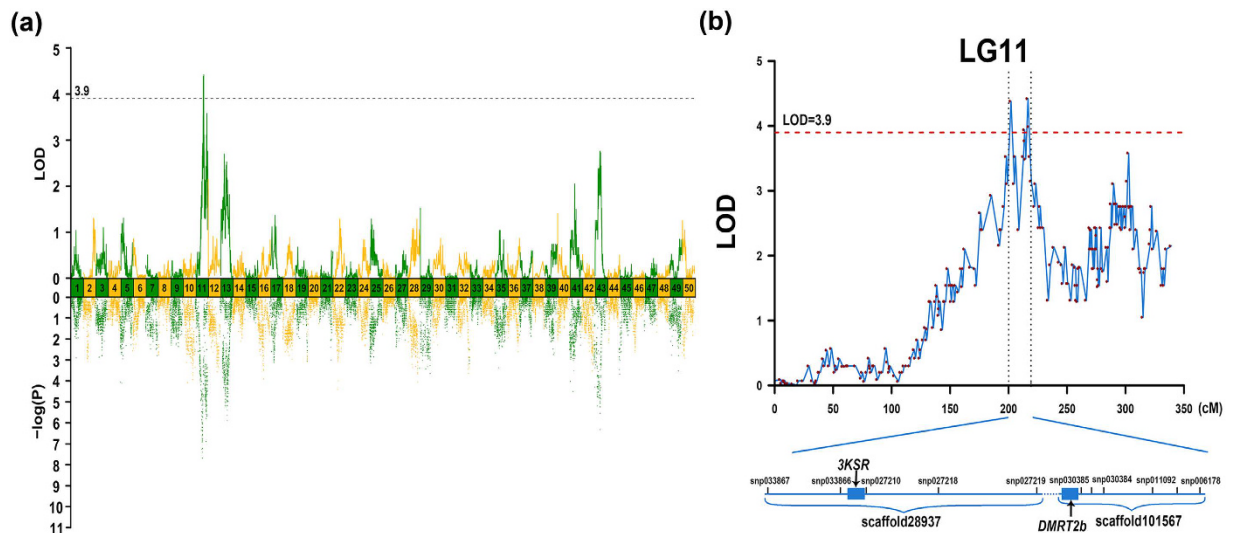 (a)
5
4
3.9
3
2
1
0
LOD
1 2 3 4 5 6 7 8 9 10 11 12 13 14 15 16 17 18 19 20 21 22 23 24 25 26 27 28 29 30 31 32 33 34 35 36 37 38 39 40 41 42 43 44 45 46 47 48 49 50
0
1
2
3
4
5
6
7
8
9
10
11
−log(P)
(b)
LG11
5
4
3
2
1
0
LOD
LOD=3.9
0 50 100 150 200 250 300 350 (cM)
3KSR
snp033867 snp033866 snp027210 snp027218 snp027219 snp030385 snp030384 snp011092 snp006178
scaffold28937 DMRT2b scaffold101567